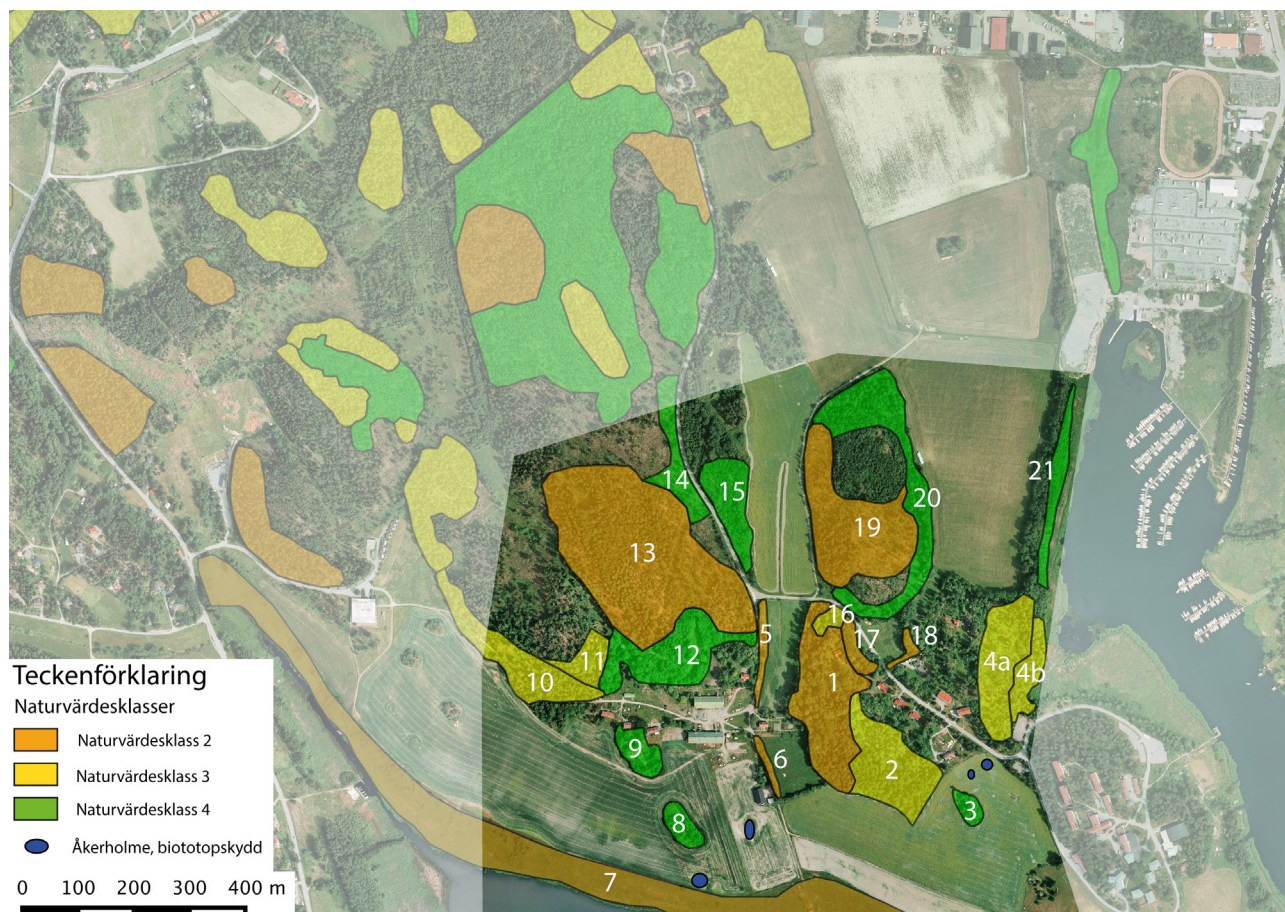 14
15
21
20
13
19
5
16
17
18
11
12
4a
4b
10
1
9
6
2
8
3
7
Teckenförklaring
Naturvärdesklasser
Naturvärdesklass 2
Naturvärdesklass 3
Naturvärdesklass 4
Åkerholme, biototopskydd
0 100 200 300 400 m